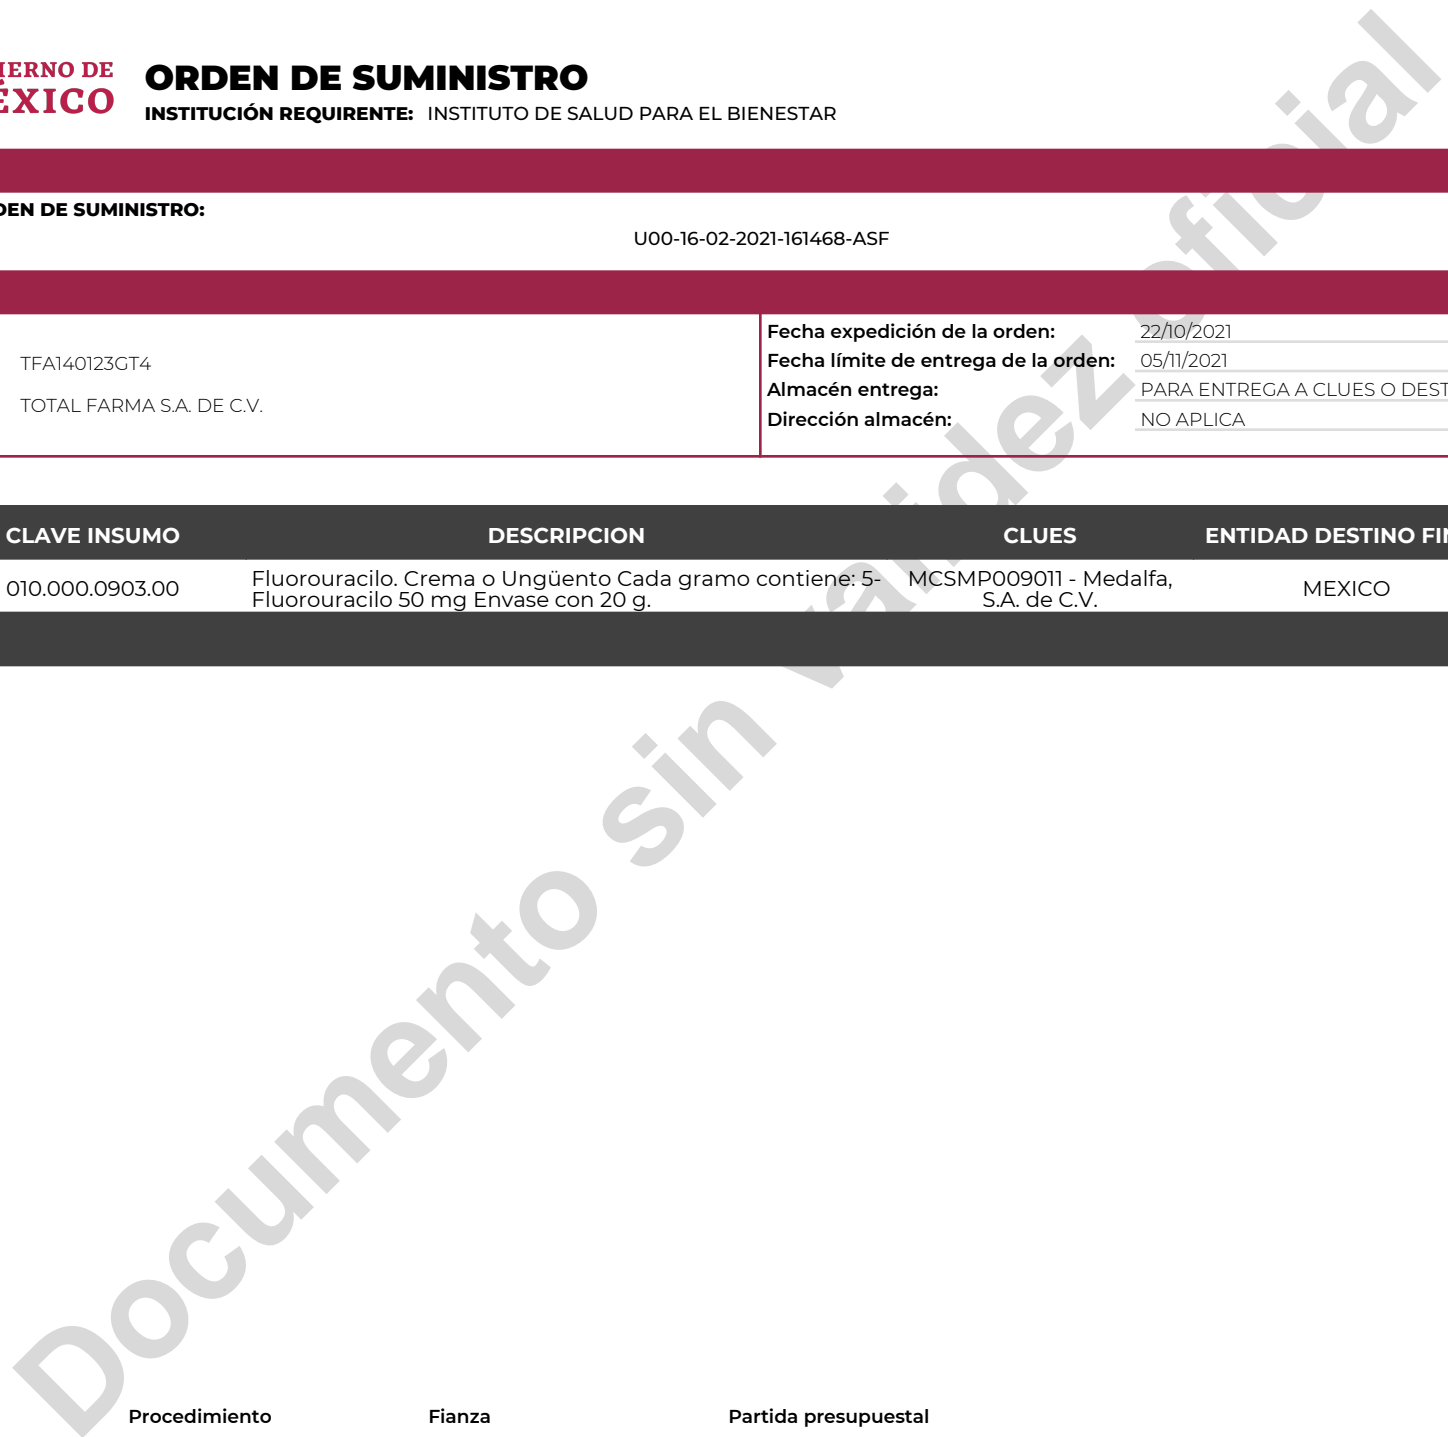 IERNO DE
ÉXICO
ORDEN DE SUMINISTRO
INSTITUCIÓN REQUIRENTE: INSTITUTO DE SALUD PARA EL BIENESTAR
DEN DE SUMINISTRO:
U00-16-02-2021-161468-ASF
TFA140123GT4
TOTAL FARMA S.A. DE C.V.
Fecha expedición de la orden: 22/10/2021
Fecha límite de entrega de la orden: 05/11/2021
Almacén entrega: PARA ENTREGA A CLUES O DEST
Dirección almacén: NO APLICA
CLAVE INSUMO DESCRIPCION CLUES ENTIDAD DESTINO FIN
010.000.0903.00
Fluorouracilo. Crema o Ungüento Cada gramo contiene: 5-
Fluorouracilo 50 mg Envase con 20 g.
MCSMP009011 - Medalfa,
S.A. de C.V.
MEXICO
Documento sin validez oficial
Procedimiento Fianza Partida presupuestal